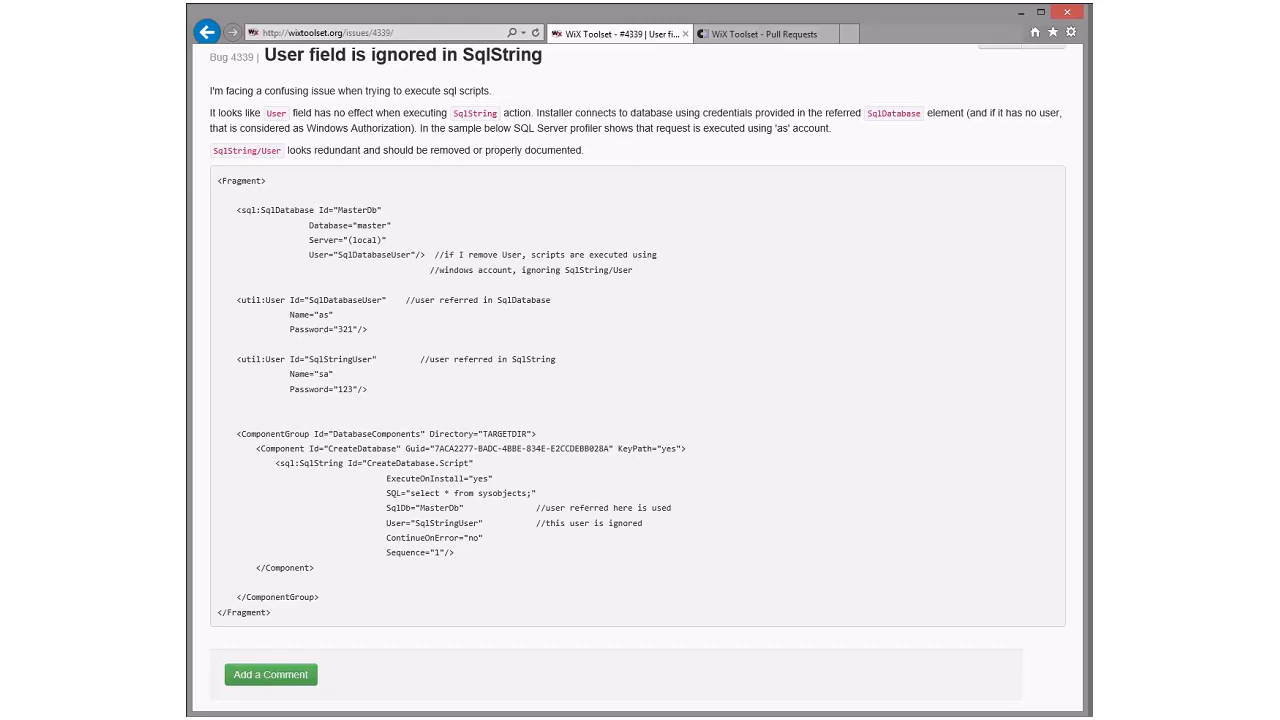 http://wixtoolset.org/issues/4339/
WiX Toolset - #4339 | User fi...
WiX Toolset - Pull Requests
Bug 4339 | User field is ignored in SqlString
I'm facing a confusing issue when trying to execute sql scripts.
It looks like User field has no effect when executing SqlString action. Installer connects to database using credentials provided in the referred SqlDatabase element (and if it has no user,
that is considered as Windows Authorization). In the sample below SQL Server profiler shows that request is executed using 'as' account.
SqlString/User looks redundant and should be removed or properly documented.
<Fragment>
<sql:SqlDatabase Id="MasterDb"
Database="master"
Server="(local)"
User="SqlDatabaseUser"/> //if I remove User, scripts are executed using
//windows account, ignoring SqlString/User
<util:User Id="SqlDatabaseUser" //user referred in SqlDatabase
Name="as"
Password="321"/>
<util:User Id="SqlStringUser" //user referred in SqlString
Name="sa"
Password="123"/>
<ComponentGroup Id="DatabaseComponents" Directory="TARGETDIR">
<Component Id="CreateDatabase" Guid="7ACA2277-BADC-4BBE-834E-E2CCDEBB028A" KeyPath="yes">
<sql:SqlString Id="CreateDatabase.Script"
ExecuteOnInstall="yes"
SQL="select * from sysobjects;"
SqlDb="MasterDb" //user referred here is used
User="SqlStringUser" //this user is ignored
ContinueOnError="no"
Sequence="1"/>
</Component>
</ComponentGroup>
</Fragment>
Add a Comment